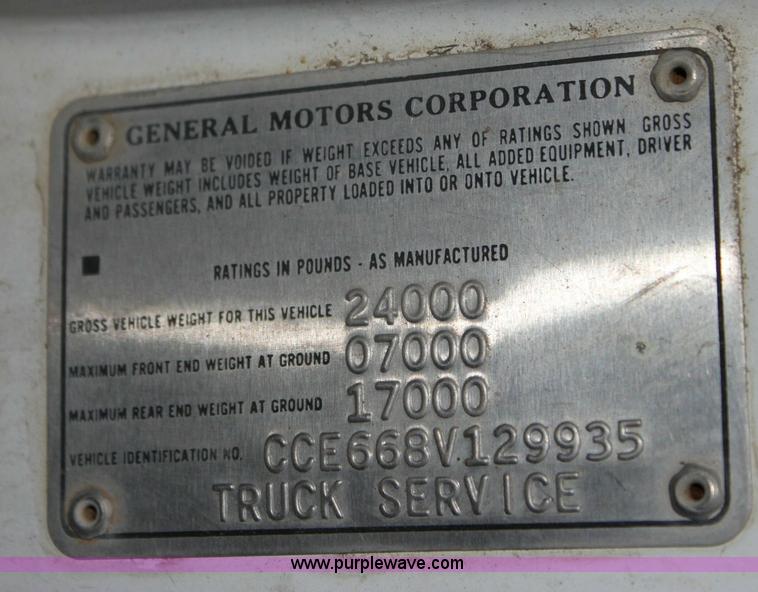 GENERAL MOTORS CORPORATION
WARRANTY MAY BE VOIDED IF WEIGHT EXCEEDS ANY OF RATINGS SHOWN. GROSS
VEHICLE WEIGHT INCLUDES WEIGHT OF BASE VEHICLE, ALL ADDED EQUIPMENT, DRIVER
AND PASSENGERS, AND ALL PROPERTY LOADED INTO OR ONTO VEHICLE.
RATINGS IN POUNDS - AS MANUFACTURED
GROSS VEHICLE WEIGHT FOR THIS VEHICLE 24000
MAXIMUM FRONT END WEIGHT AT GROUND 07000
MAXIMUM REAR END WEIGHT AT GROUND 17000
VEHICLE IDENTIFICATION NO. CCE668V129935
TRUCK SERVICE
www.purplewave.com